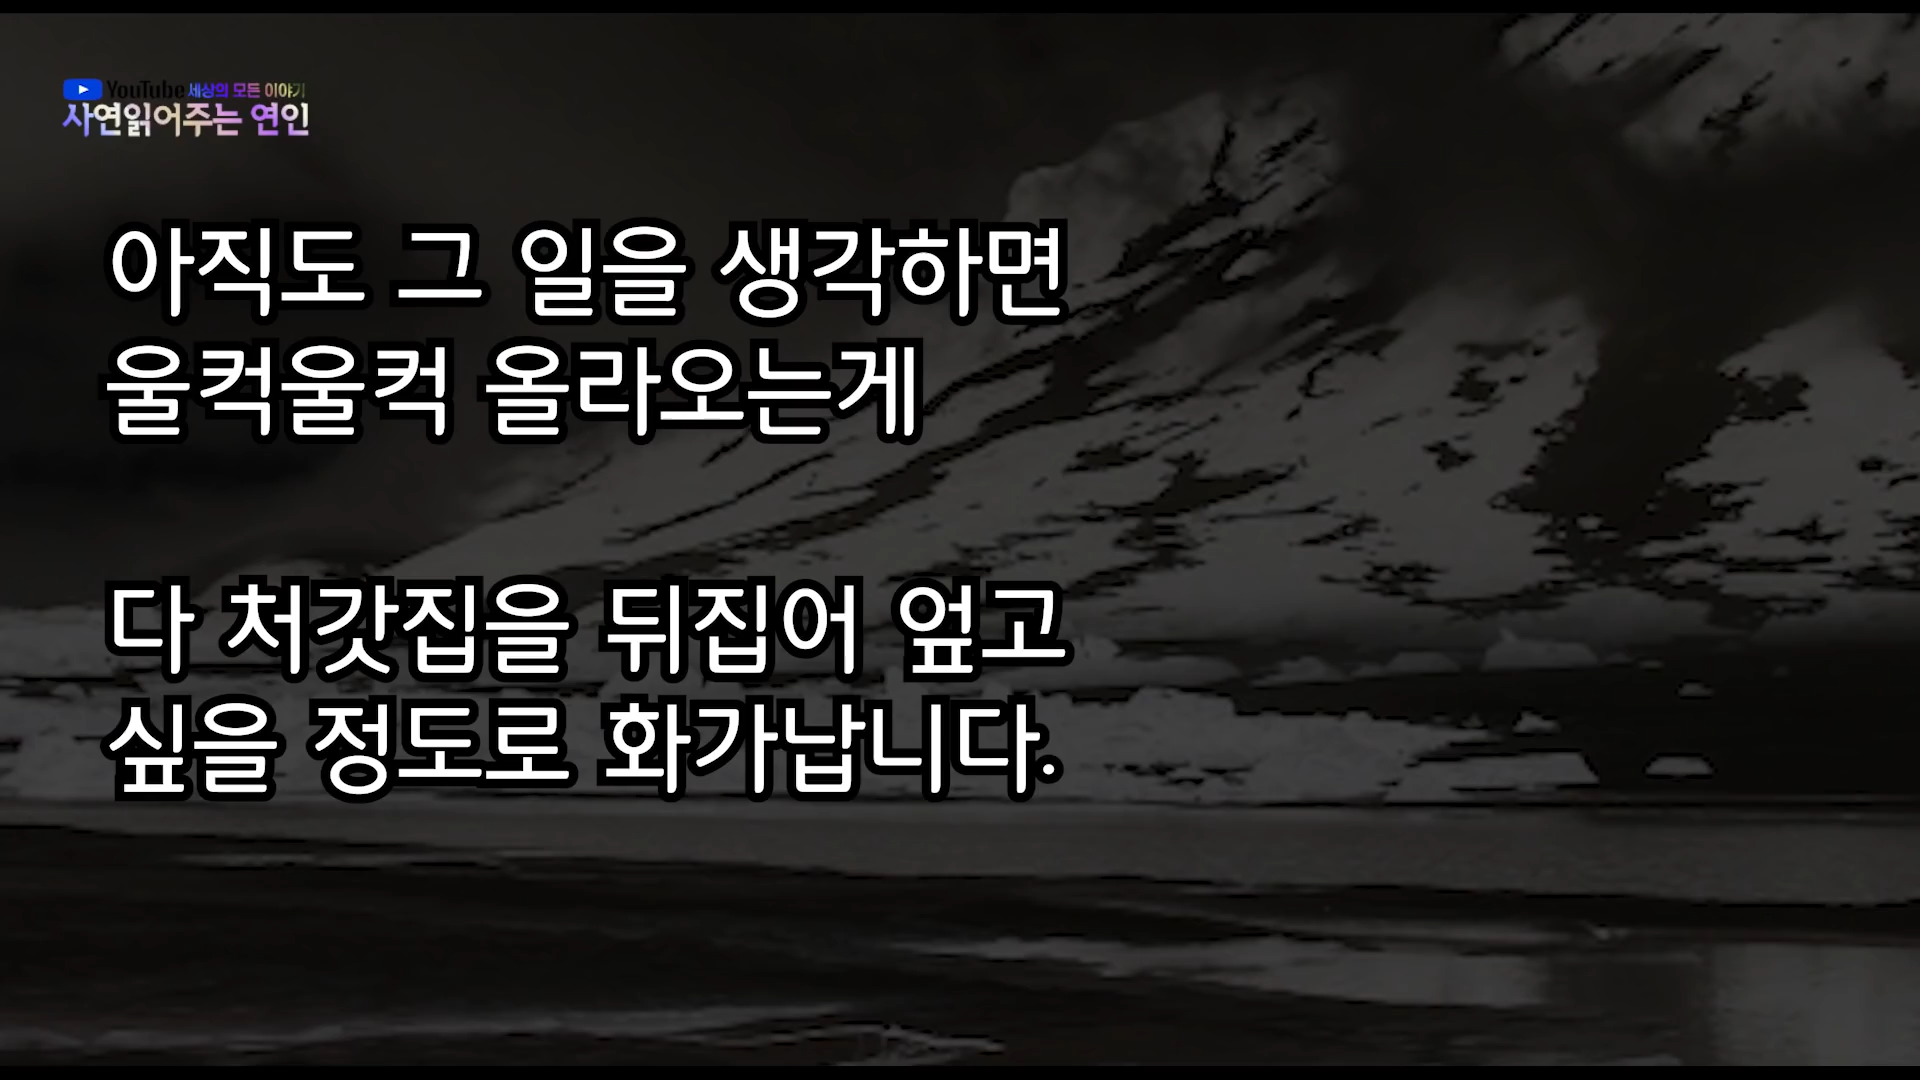 YouTube 세상의 모든 이야기
사연읽어주는 연인
아직도 그 일을 생각하면
울컥울컥 올라오는게
다 처갓집을 뒤집어 엎고
싶을 정도로 화가납니다.